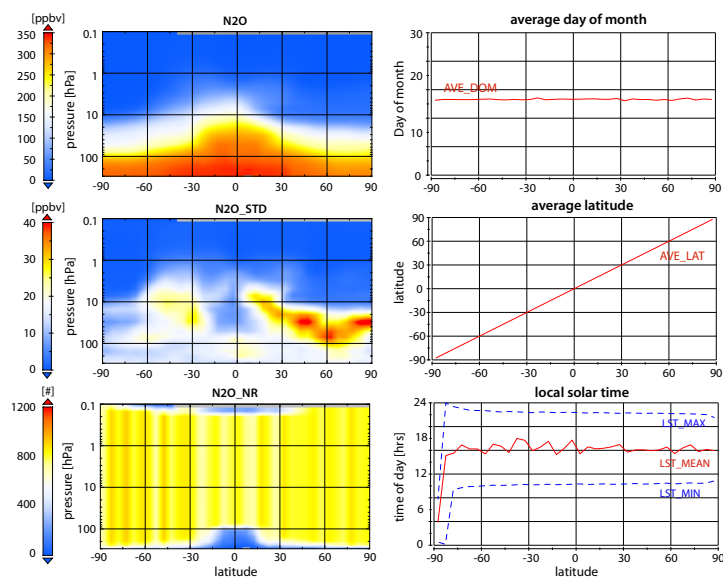 [ppbv]
N2O
350
300
250
200
150
100
50
0
0.1
1
10
100
pressure [hPa]
-90 -60 -30 0 30 60 90
average day of month
30
20
20
10
10
0
Day of month
AVE_DOM
-90 -60 -30 0 30 60 90
[ppbv]
N2O_STD
40
30
20
10
0
0.1
1
10
100
pressure [hPa]
-90 -60 -30 0 30 60 90
average latitude
90
60
30
0
-30
-60
-90
latitude
AVE_LAT
-90 -60 -30 0 30 60 90
[#]
N2O_NR
1200
800
400
0
0.1
1
10
100
pressure [hPa]
-90 -60 -30 0 30 60 90
latitude
local solar time
24
18
12
6
0
time of day [hrs]
LST_MAX
LST_MEAN
LST_MIN
-90 -60 -30 0 30 60 90
latitude